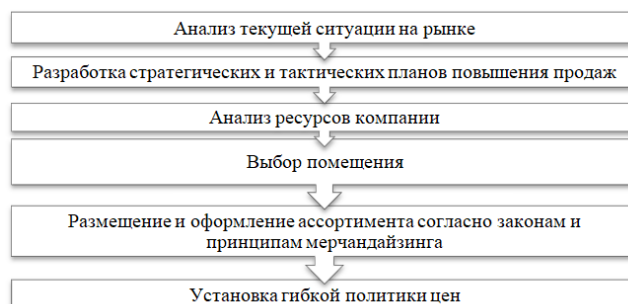 Анализ текущей ситуации на рынке
Разработка стратегических и тактических планов повышения продаж
Анализ ресурсов компании
Выбор помещения
Размещение и оформление ассортимента согласно законам и
принципам мерчандайзинга
Установка гибкой политики цен